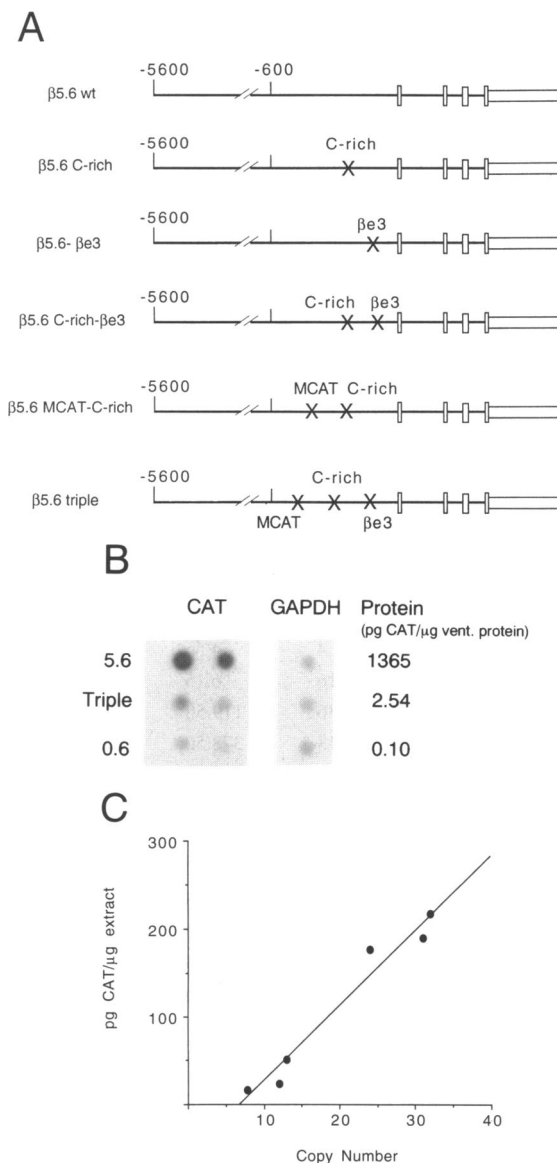 A
-5600 -600
β5.6 wt
-5600 C-rich
β5.6 C-rich
-5600 βe3
β5.6- βe3
-5600 C-rich βe3
β5.6 C-rich-βe3
-5600 MCAT C-rich
β5.6 MCAT-C-rich
-5600 C-rich
β5.6 triple
MCAT βe3
B
CAT GAPDH Protein
(pg CAT/µg vent. protein)
5.6 1365
Triple 2.54
0.6 0.10
C
pg CAT/µg extract
300
200
100
10 20 30 40
Copy Number